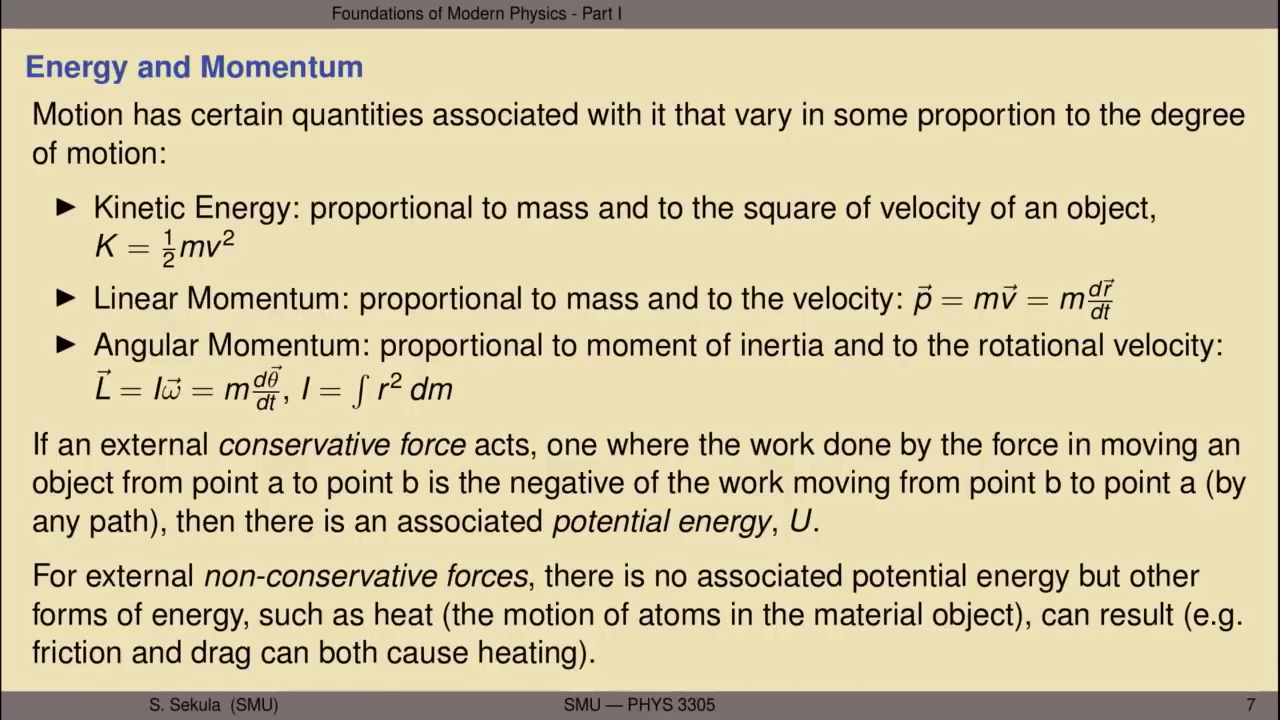 Foundations of Modern Physics - Part I
Energy and Momentum
Motion has certain quantities associated with it that vary in some proportion to the degree
of motion:
▶ Kinetic Energy: proportional to mass and to the square of velocity of an object,
K = ½mv²
▶ Linear Momentum: proportional to mass and to the velocity: p⃗ = mv⃗ = m dr⃗/dt
▶ Angular Momentum: proportional to moment of inertia and to the rotational velocity:
L⃗ = Iω⃗ = m dθ⃗/dt, I = ∫ r² dm
If an external conservative force acts, one where the work done by the force in moving an
object from point a to point b is the negative of the work moving from point b to point a (by
any path), then there is an associated potential energy, U.
For external non-conservative forces, there is no associated potential energy but other
forms of energy, such as heat (the motion of atoms in the material object), can result (e.g.
friction and drag can both cause heating).
S. Sekula (SMU) SMU — PHYS 3305 7